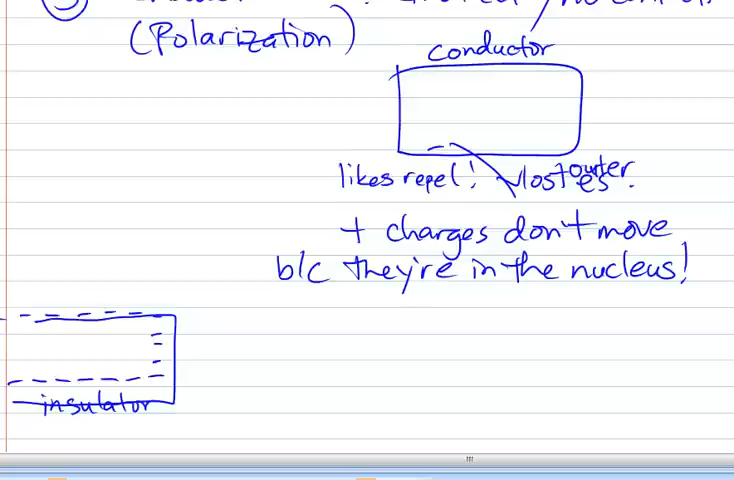 (Polarization)
conductor
likes repel! lost outer es.
+ charges don't move
b/c they're in the nucleus!
insulator